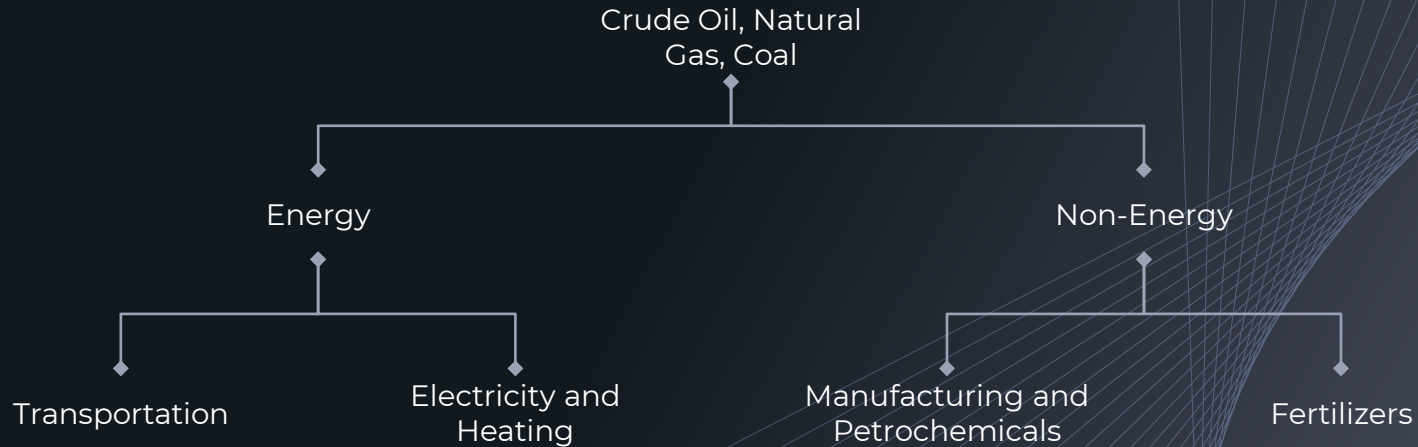 Crude Oil, Natural
Gas, Coal
Energy
Non-Energy
Transportation
Electricity and
Heating
Manufacturing and
Petrochemicals
Fertilizers